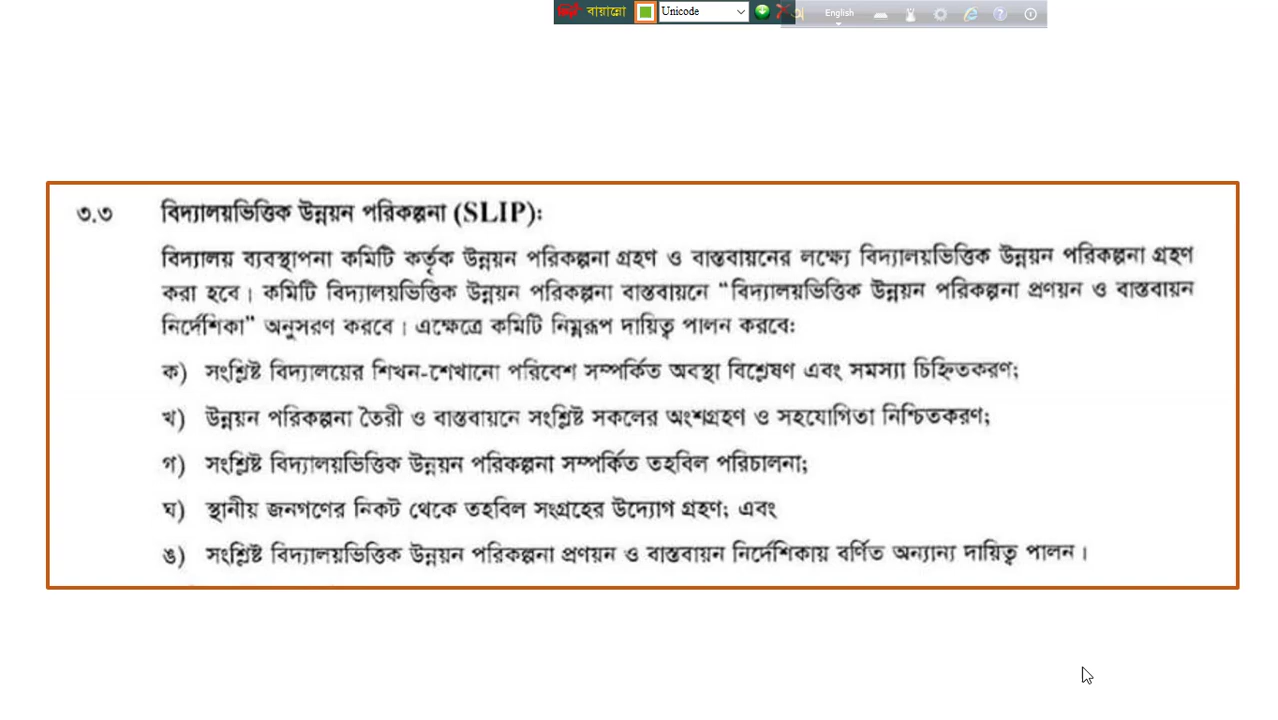 বায়ান্নো Unicode English
৩.৩ বিদ্যালয়ভিত্তিক উন্নয়ন পরিকল্পনা (SLIP):
বিদ্যালয় ব্যবস্থাপনা কমিটি কর্তৃক উন্নয়ন পরিকল্পনা গ্রহণ ও বাস্তবায়নের লক্ষ্যে বিদ্যালয়ভিত্তিক উন্নয়ন পরিকল্পনা গ্রহণ
করা হবে। কমিটি বিদ্যালয়ভিত্তিক উন্নয়ন পরিকল্পনা বাস্তবায়নে “বিদ্যালয়ভিত্তিক উন্নয়ন পরিকল্পনা প্রণয়ন ও বাস্তবায়ন
নির্দেশিকা” অনুসরণ করবে। এক্ষেত্রে কমিটি নিম্নরূপ দায়িত্ব পালন করবে:
ক) সংশ্লিষ্ট বিদ্যালয়ের শিখন-শেখানো পরিবেশ সম্পর্কিত অবস্থা বিশ্লেষণ এবং সমস্যা চিহ্নিতকরণ;
খ) উন্নয়ন পরিকল্পনা তৈরী ও বাস্তবায়নে সংশ্লিষ্ট সকলের অংশগ্রহণ ও সহযোগিতা নিশ্চিতকরণ;
গ) সংশ্লিষ্ট বিদ্যালয়ভিত্তিক উন্নয়ন পরিকল্পনা সম্পর্কিত তহবিল পরিচালনা;
ঘ) স্থানীয় জনগণের নিকট থেকে তহবিল সংগ্রহের উদ্যোগ গ্রহণ; এবং
ঙ) সংশ্লিষ্ট বিদ্যালয়ভিত্তিক উন্নয়ন পরিকল্পনা প্রণয়ন ও বাস্তবায়ন নির্দেশিকায় বর্ণিত অন্যান্য দায়িত্ব পালন।